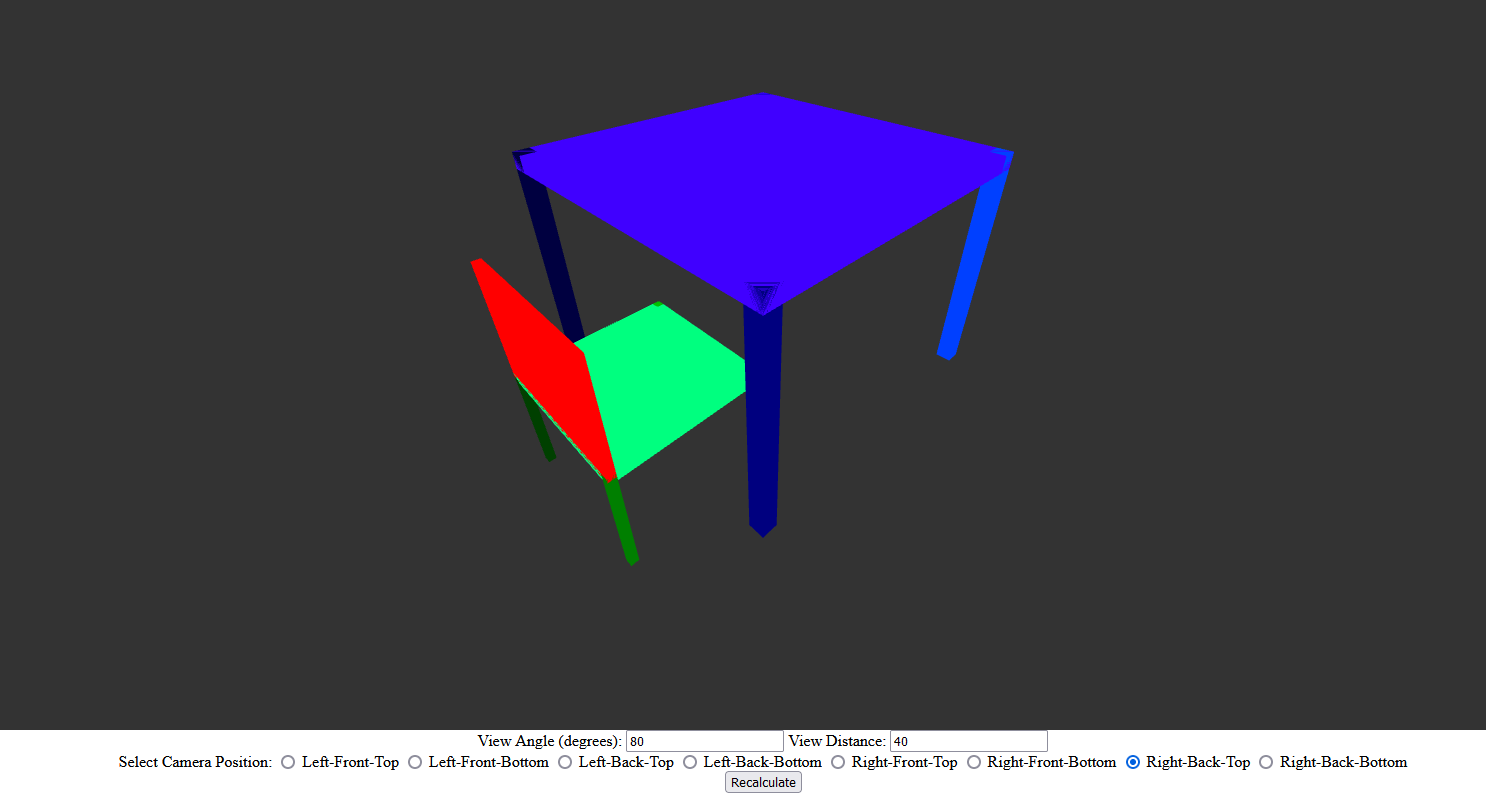 View Angle (degrees): 80 View Distance: 40
Select Camera Position: Left-Front-Top Left-Front-Bottom Left-Back-Top Left-Back-Bottom Right-Front-Top Right-Front-Bottom Right-Back-Top Right-Back-Bottom
Recalculate